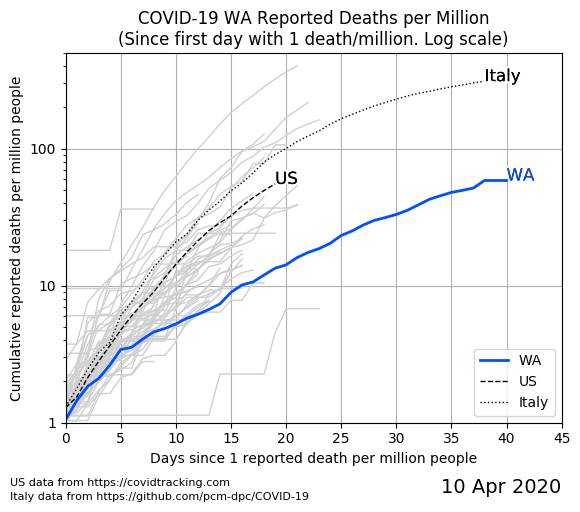 COVID-19 WA Reported Deaths per Million
(Since first day with 1 death/million. Log scale)
Cumulative reported deaths per million people
100
10
1
Italy
US
WA
WA
US
Italy
0 5 10 15 20 25 30 35 40 45
Days since 1 reported death per million people
US data from https://covidtracking.com
Italy data from https://github.com/pcm-dpc/COVID-19
10 Apr 2020